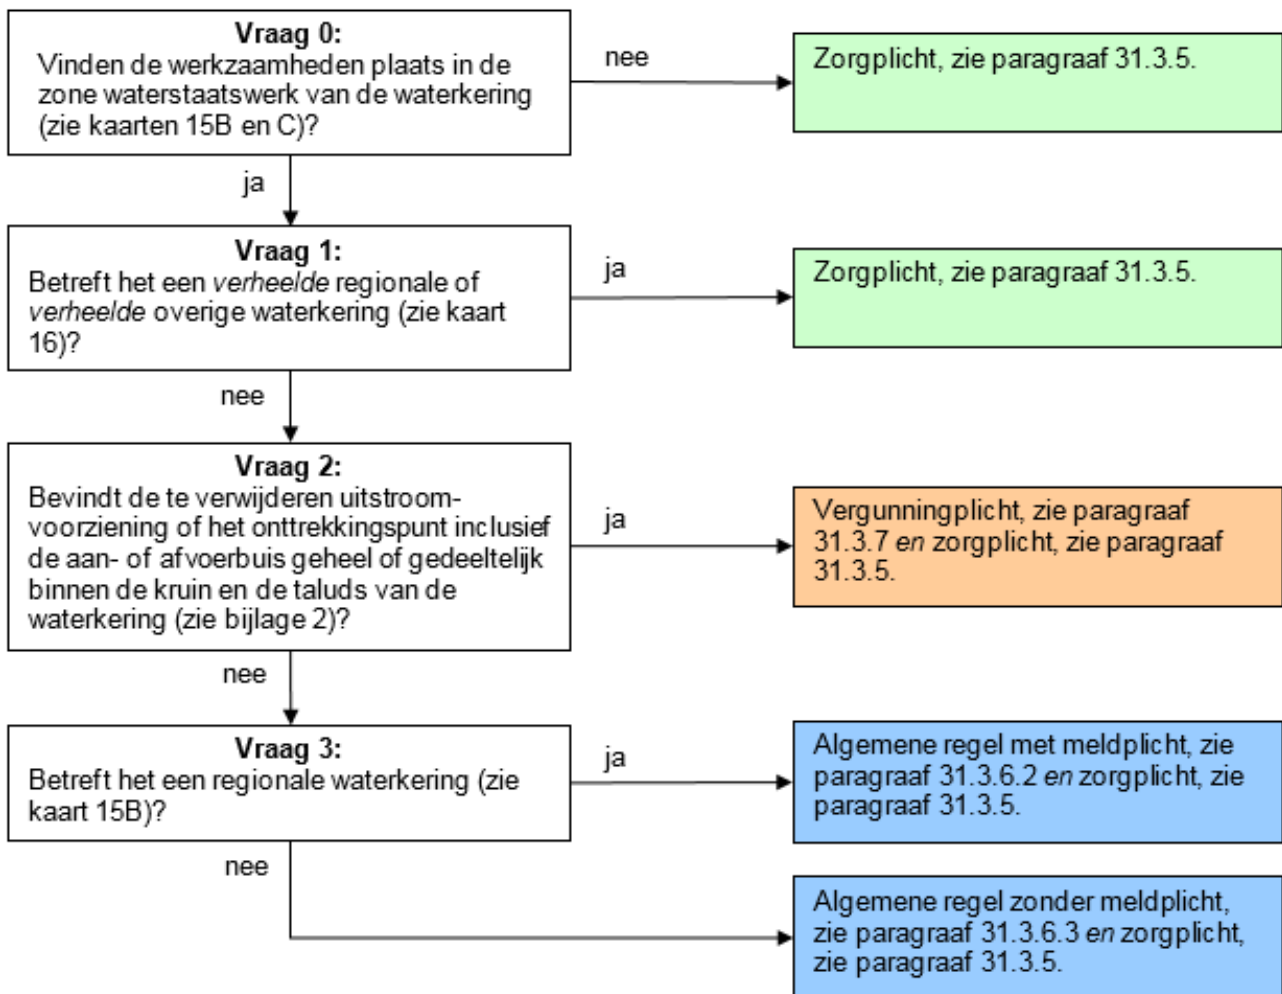 Vraag 0:
Vinden de werkzaamheden plaats in de
zone waterstaatswerk van de waterkering
(zie kaarten 15B en C)?
nee
Zorgplicht, zie paragraaf 31.3.5.
ja
Vraag 1:
Betreft het een verheelde regionale of
verheelde overige waterkering (zie kaart
16)?
ja
Zorgplicht, zie paragraaf 31.3.5.
nee
Vraag 2:
Bevindt de te verwijderen uitstroom-
voorziening of het onttrekkingspunt inclusief
de aan- of afvoerbuis geheel of gedeeltelijk
binnen de kruin en de taluds van de
waterkering (zie bijlage 2)?
ja
Vergunningplicht, zie paragraaf
31.3.7 en zorgplicht, zie paragraaf
31.3.5.
nee
Vraag 3:
Betreft het een regionale waterkering (zie
kaart 15B)?
ja
Algemene regel met meldplicht, zie
paragraaf 31.3.6.2 en zorgplicht, zie
paragraaf 31.3.5.
nee
Algemene regel zonder meldplicht,
zie paragraaf 31.3.6.3 en zorgplicht,
zie paragraaf 31.3.5.